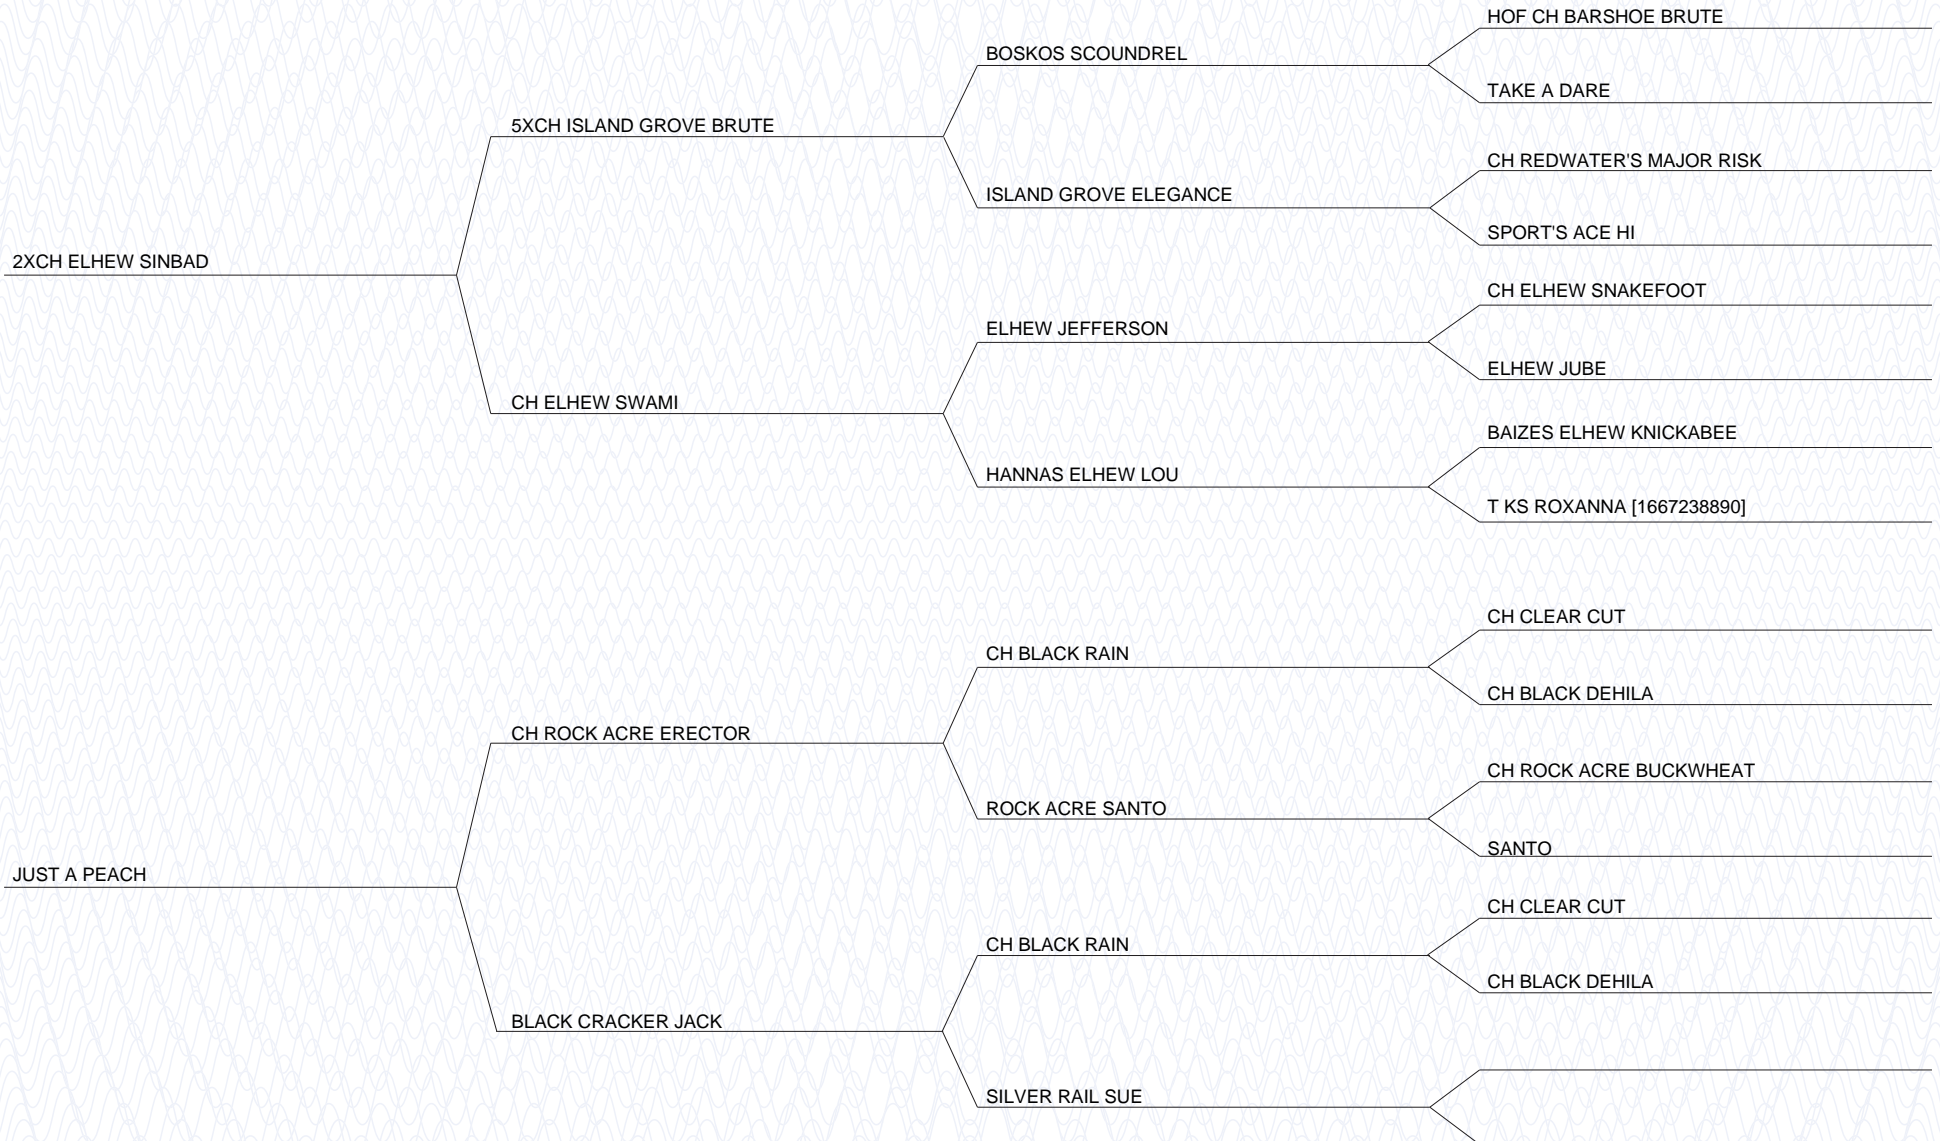 HOF CH BARSHOE BRUTE
BOSKOS SCOUNDREL
TAKE A DARE
5XCH ISLAND GROVE BRUTE
CH REDWATER'S MAJOR RISK
ISLAND GROVE ELEGANCE
SPORT'S ACE HI
2XCH ELHEW SINBAD
CH ELHEW SNAKEFOOT
ELHEW JEFFERSON
ELHEW JUBE
CH ELHEW SWAMI
BAIZES ELHEW KNICKABEE
HANNAS ELHEW LOU
T KS ROXANNA [1667238890]
CH CLEAR CUT
CH BLACK RAIN
CH BLACK DEHILA
CH ROCK ACRE ERECTOR
CH ROCK ACRE BUCKWHEAT
ROCK ACRE SANTO
SANTO
JUST A PEACH
CH CLEAR CUT
CH BLACK RAIN
CH BLACK DEHILA
BLACK CRACKER JACK
SILVER RAIL SUE